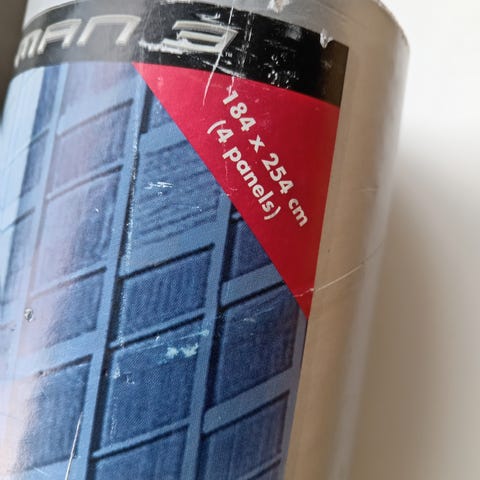 MAN 3
184 x 254 cm
(4 panels)